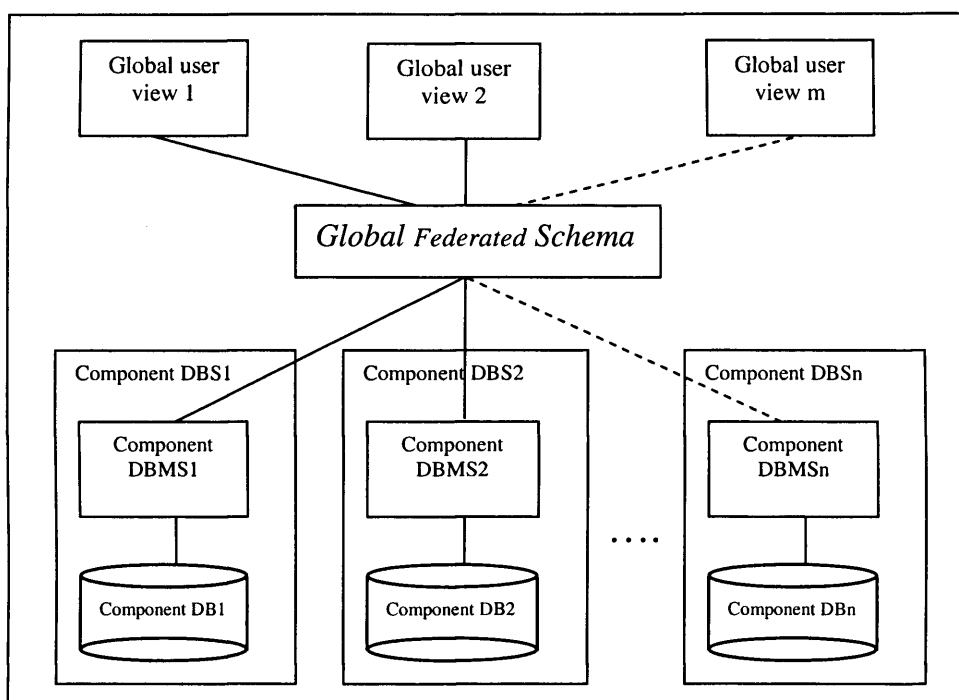 Global user
view 1
Global user
view 2
Global user
view m
Global Federated Schema
Component DBS1
Component DBS2
Component DBSn
Component
DBMS1
Component
DBMS2
Component
DBMSn
....
Component DB1
Component DB2
Component DBn